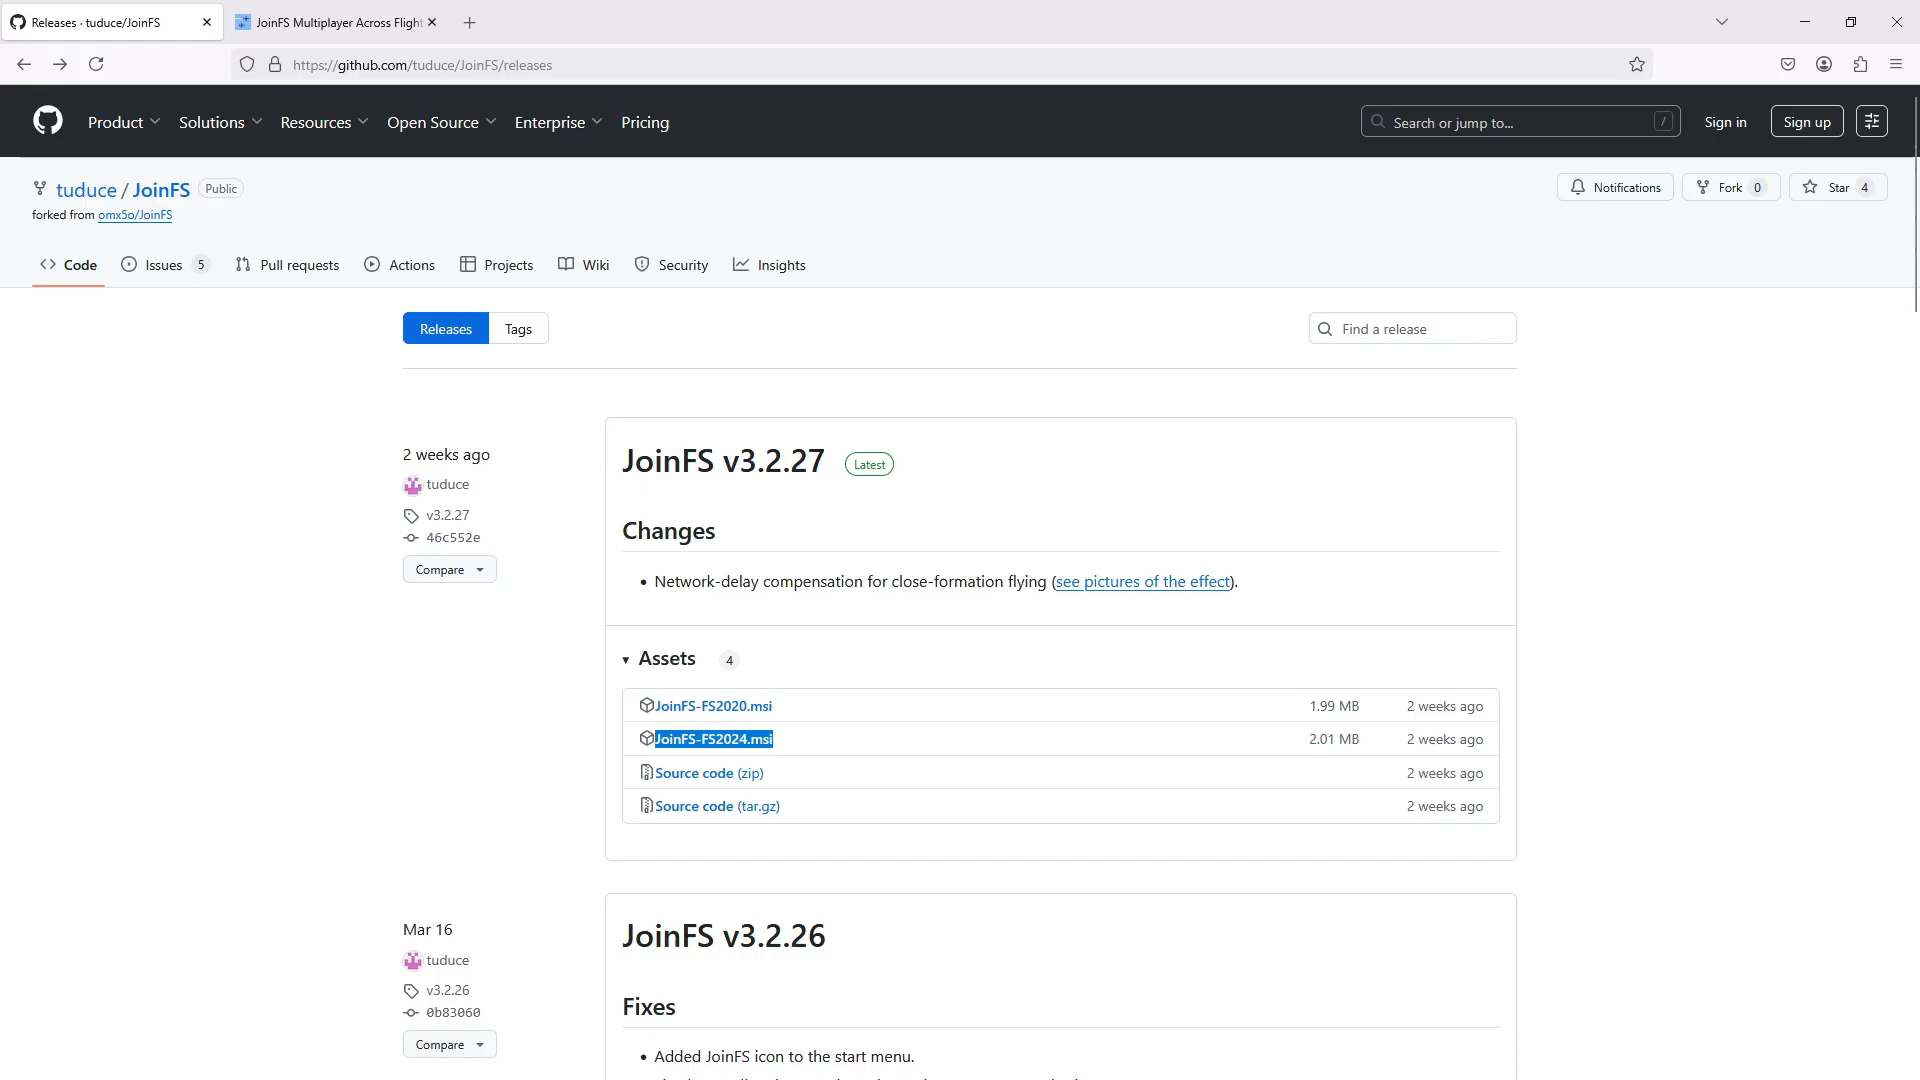 Releases · tuduce/JoinFS
JoinFS Multiplayer Across Flight
https://github.com/tuduce/JoinFS/releases
Product
Solutions
Resources
Open Source
Enterprise
Pricing
Search or jump to...
/
Sign in
Sign up
tuduce / JoinFS
Public
Notifications
Fork 0
Star 4
forked from omx5o/JoinFS
Code
Issues 5
Pull requests
Actions
Projects
Wiki
Security
Insights
Releases
Tags
Find a release
2 weeks ago
tuduce
v3.2.27
46c552e
Compare
JoinFS v3.2.27 Latest
Changes
• Network-delay compensation for close-formation flying (see pictures of the effect).
Assets 4
JoinFS-FS2020.msi 1.99 MB 2 weeks ago
JoinFS-FS2024.msi 2.01 MB 2 weeks ago
Source code (zip) 2 weeks ago
Source code (tar.gz) 2 weeks ago
Mar 16
tuduce
v3.2.26
0b83060
Compare
JoinFS v3.2.26
Fixes
• Added JoinFS icon to the start menu.